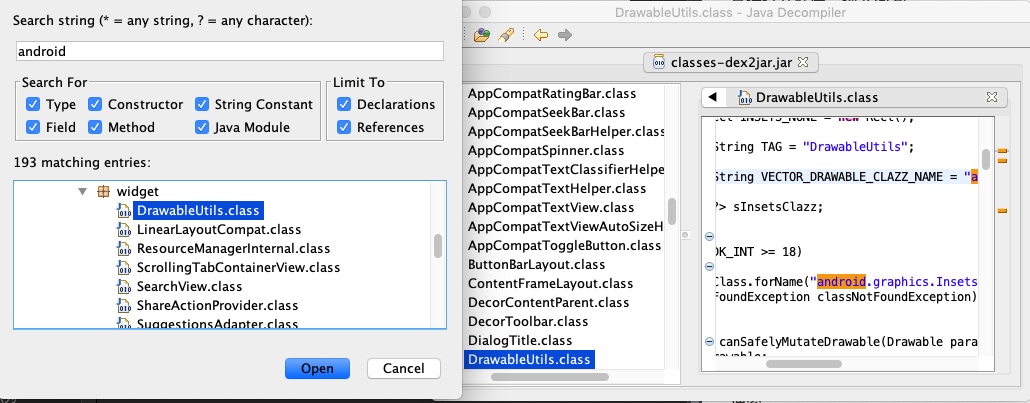 DrawableUtils.class - Java Decompiler
Search string (* = any string, ? = any character):
android
Search For
Type
Constructor
String Constant
Field
Method
Java Module
Limit To
Declarations
References
193 matching entries:
widget
DrawableUtils.class
LinearLayoutCompat.class
ResourceManagerInternal.class
ScrollingTabContainerView.class
SearchView.class
ShareActionProvider.class
SuggestionsAdapter.class
Open
Cancel
classes-dex2jar.jar
AppCompatRatingBar.class
AppCompatSeekBar.class
AppCompatSeekBarHelper.class
AppCompatSpinner.class
AppCompatTextClassifierHelpe
AppCompatTextHelper.class
AppCompatTextView.class
AppCompatTextViewAutoSizeH
AppCompatToggleButton.class
ButtonBarLayout.class
ContentFrameLayout.class
DecorContentParent.class
DecorToolbar.class
DialogTitle.class
DrawableUtils.class
DrawableUtils.class
INSETS_NONE = new Rect();
String TAG = "DrawableUtils";
String VECTOR_DRAWABLE_CLAZZ_NAME = "a
?> sInsetsClazz;
DK_INT >= 18)
Class.forName("android.graphics.Insets
FoundException classNotFoundException)
canSafelyMutateDrawable(Drawable para